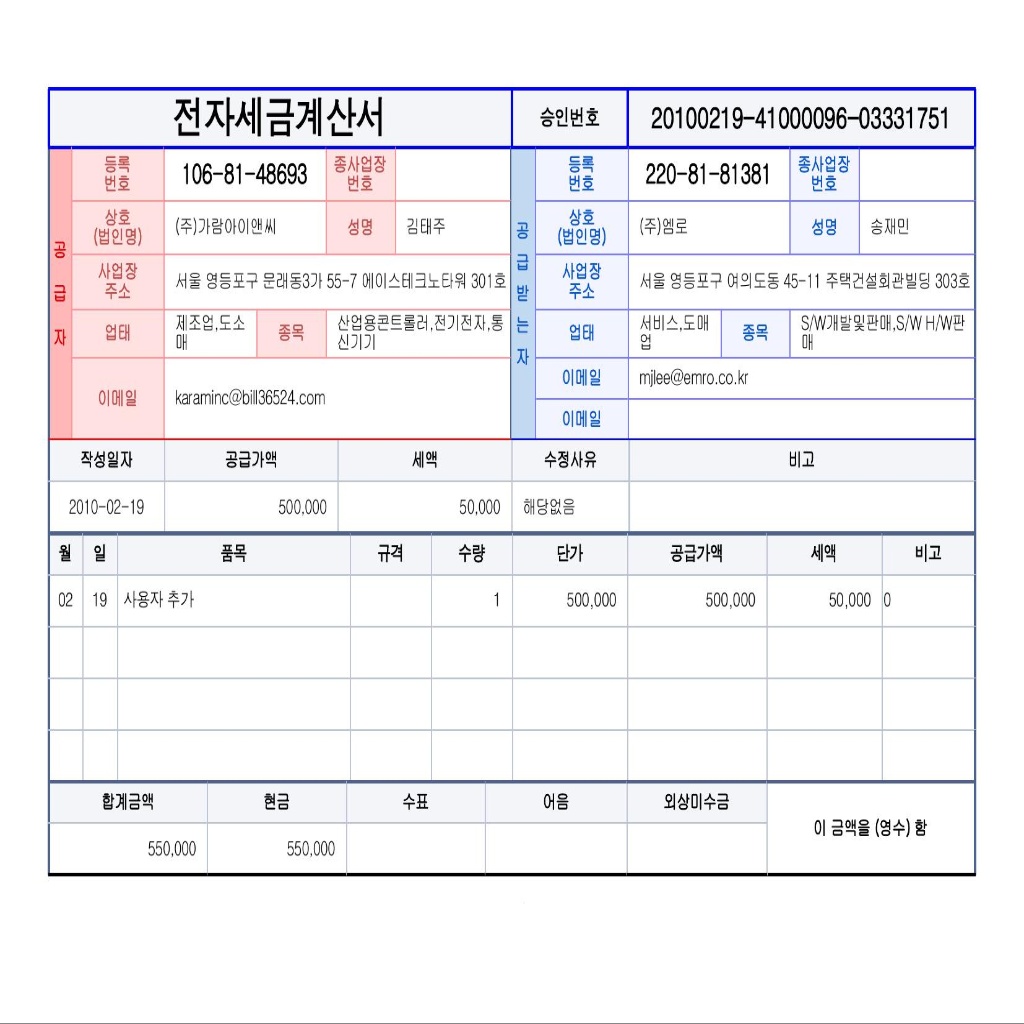 전자세금계산서 승인번호 20100219-41000096-03331751
공급자
등록번호 106-81-48693 종사업장번호
상호(법인명) (주)가람아이앤씨 성명 김태주
사업장주소 서울 영등포구 문래동3가 55-7 에이스테크노타워 301호
업태 제조업,도소매 종목 산업용콘트롤러,전기전자,통신기기
이메일 karaminc@bill36524.com
공급받는자
등록번호 220-81-81381 종사업장번호
상호(법인명) (주)엠로 성명 송재민
사업장주소 서울 영등포구 여의도동 45-11 주택건설회관빌딩 303호
업태 서비스,도매업 종목 S/W개발및판매,S/W H/W판매
이메일 mjlee@emro.co.kr
이메일
작성일자 공급가액 세액 수정사유 비고
2010-02-19 500,000 50,000 해당없음
월 일 품목 규격 수량 단가 공급가액 세액 비고
02 19 사용자 추가 1 500,000 500,000 50,000 0
합계금액 현금 수표 어음 외상미수금 이 금액을 (영수) 함
550,000 550,000